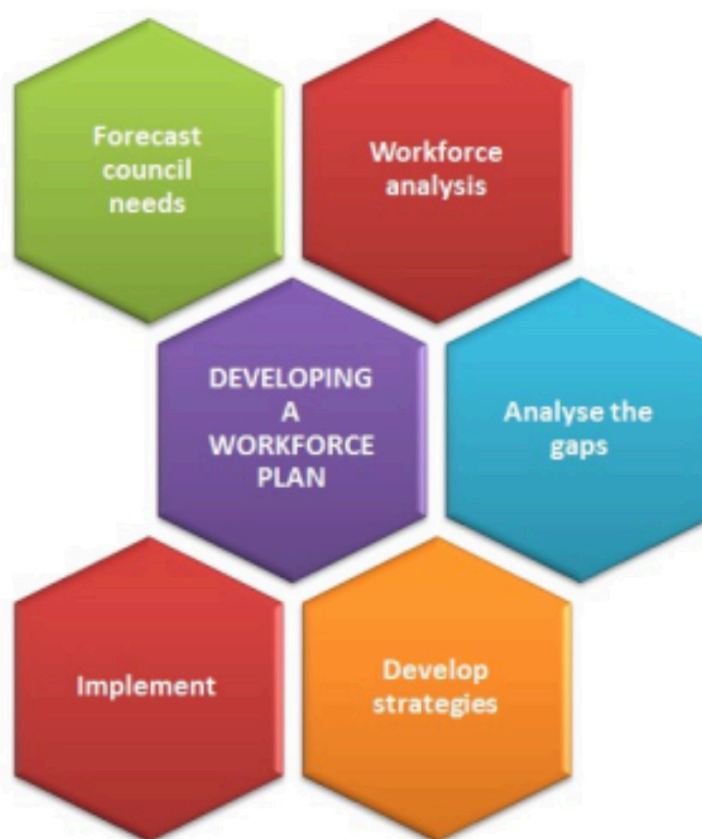 Forecast
council
needs
Workforce
analysis
DEVELOPING
A
WORKFORCE
PLAN
Analyse the
gaps
Implement
Develop
strategies